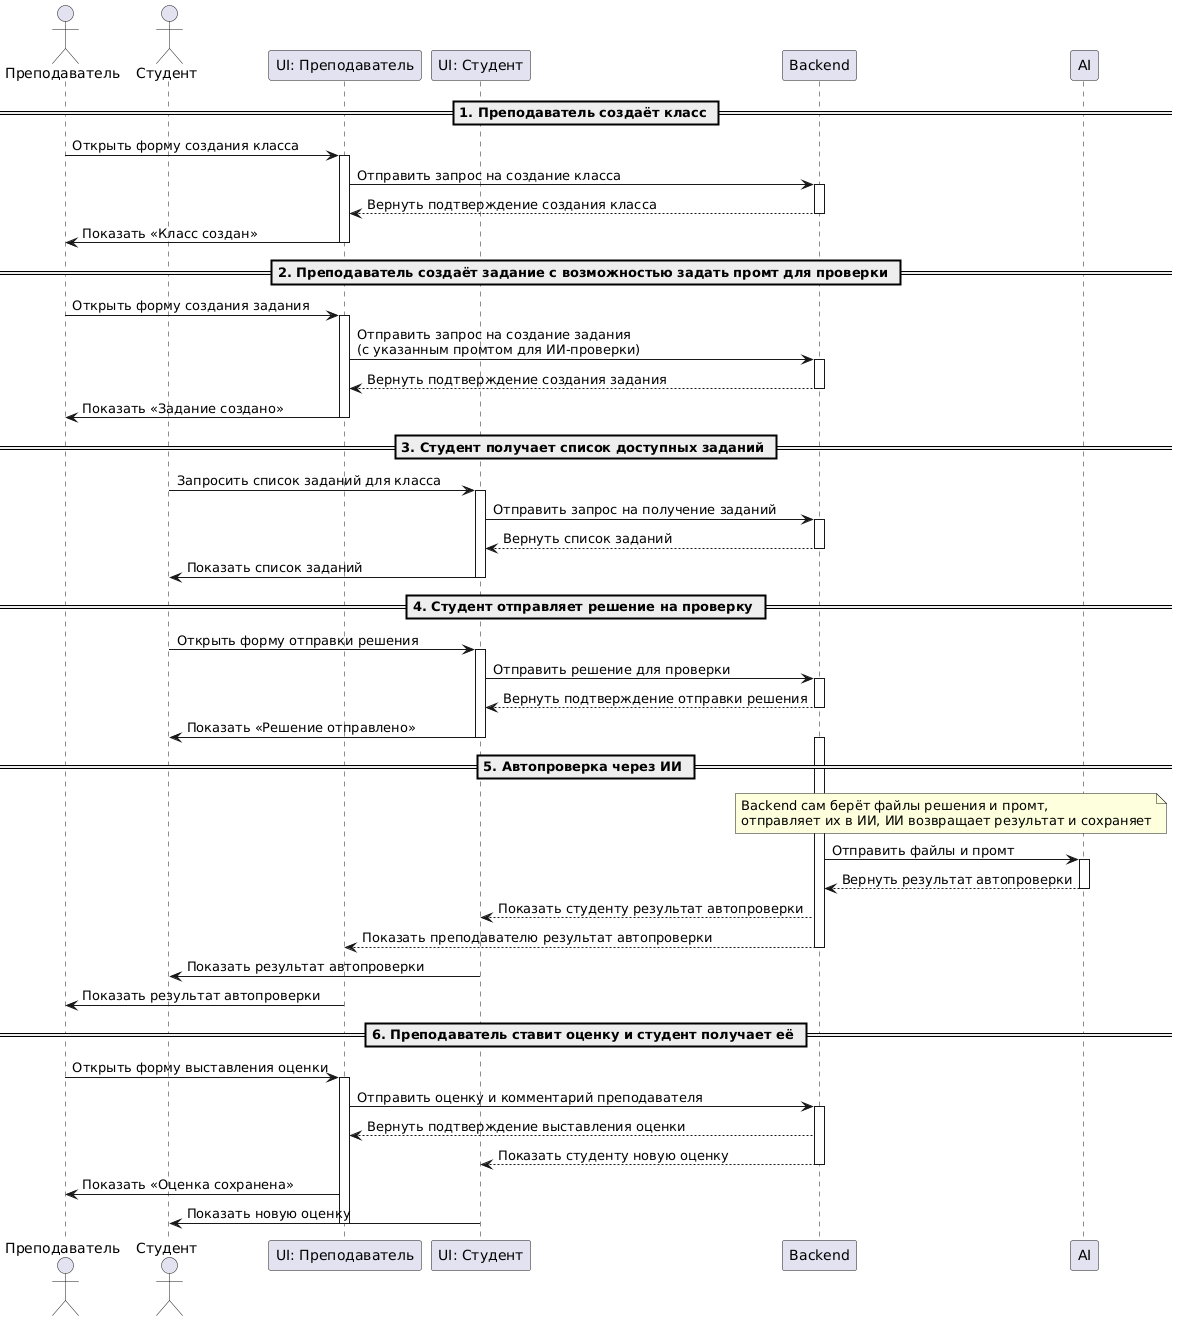 Преподаватель
Студент
UI: Преподаватель
UI: Студент
Backend
AI
1. Преподаватель создаёт класс
Открыть форму создания класса
Отправить запрос на создание класса
Вернуть подтверждение создания класса
Показать «Класс создан»
2. Преподаватель создаёт задание с возможностью задать промт для проверки
Открыть форму создания задания
Отправить запрос на создание задания
(с указанным промтом для ИИ-проверки)
Вернуть подтверждение создания задания
Показать «Задание создано»
3. Студент получает список доступных заданий
Запросить список заданий для класса
Отправить запрос на получение заданий
Вернуть список заданий
Показать список заданий
4. Студент отправляет решение на проверку
Открыть форму отправки решения
Отправить решение для проверки
Вернуть подтверждение отправки решения
Показать «Решение отправлено»
5. Автопроверка через ИИ
Backend сам берёт файлы решения и промт,
отправляет их в ИИ, ИИ возвращает результат и сохраняет
Отправить файлы и промт
Вернуть результат автопроверки
Показать студенту результат автопроверки
Показать преподавателю результат автопроверки
Показать результат автопроверки
Показать результат автопроверки
6. Преподаватель ставит оценку и студент получает её
Открыть форму выставления оценки
Отправить оценку и комментарий преподавателя
Вернуть подтверждение выставления оценки
Показать студенту новую оценку
Показать «Оценка сохранена»
Показать новую оценку
Преподаватель
Студент
UI: Преподаватель
UI: Студент
Backend
AI